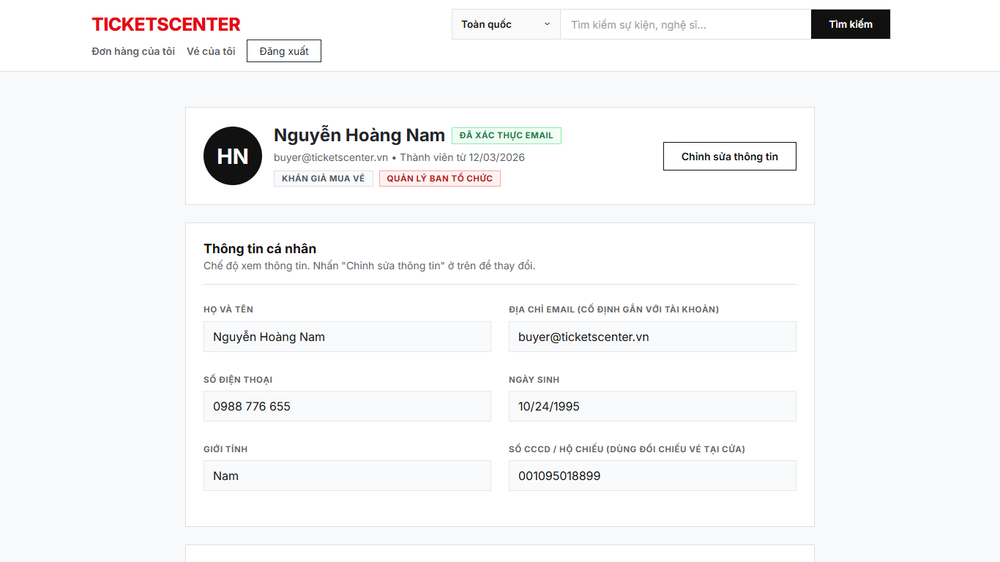 TICKETSCENTER
Toàn quốc
Tìm kiếm sự kiện, nghệ sĩ...
Tìm kiếm
Đơn hàng của tôi
Vé của tôi
Đăng xuất
HN
Nguyễn Hoàng Nam
ĐÃ XÁC THỰC EMAIL
buyer@ticketscenter.vn • Thành viên từ 12/03/2026
KHÁN GIẢ MUA VÉ
QUẢN LÝ BAN TỔ CHỨC
Chỉnh sửa thông tin
Thông tin cá nhân
Chế độ xem thông tin. Nhấn "Chỉnh sửa thông tin" ở trên để thay đổi.
HỌ VÀ TÊN
Nguyễn Hoàng Nam
ĐỊA CHỈ EMAIL (CỐ ĐỊNH GẮN VỚI TÀI KHOẢN)
buyer@ticketscenter.vn
SỐ ĐIỆN THOẠI
0988 776 655
NGÀY SINH
10/24/1995
GIỚI TÍNH
Nam
SỐ CCCD / HỘ CHIẾU (DÙNG ĐỐI CHIẾU VÉ TẠI CỬA)
001095018899